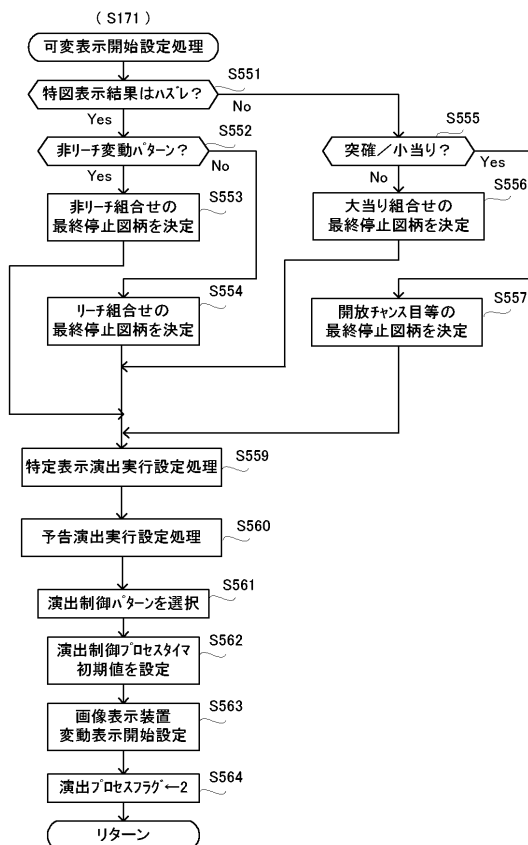 ( S171 )
可変表示開始設定処理
S551
特図表示結果はハズレ?
No
Yes
S552
非リーチ変動パターン?
No
Yes
S553
非リーチ組合せの
最終停止図柄を決定
S554
リーチ組合せの
最終停止図柄を決定
S555
突確/小当り?
Yes
No
S556
大当り組合せの
最終停止図柄を決定
S557
開放チャンス目等の
最終停止図柄を決定
S559
特定表示演出実行設定処理
S560
予告演出実行設定処理
S561
演出制御パターンを選択
S562
演出制御プロセスタイマ
初期値を設定
S563
画像表示装置
変動表示開始設定
S564
演出プロセスフラグ←2
リターン